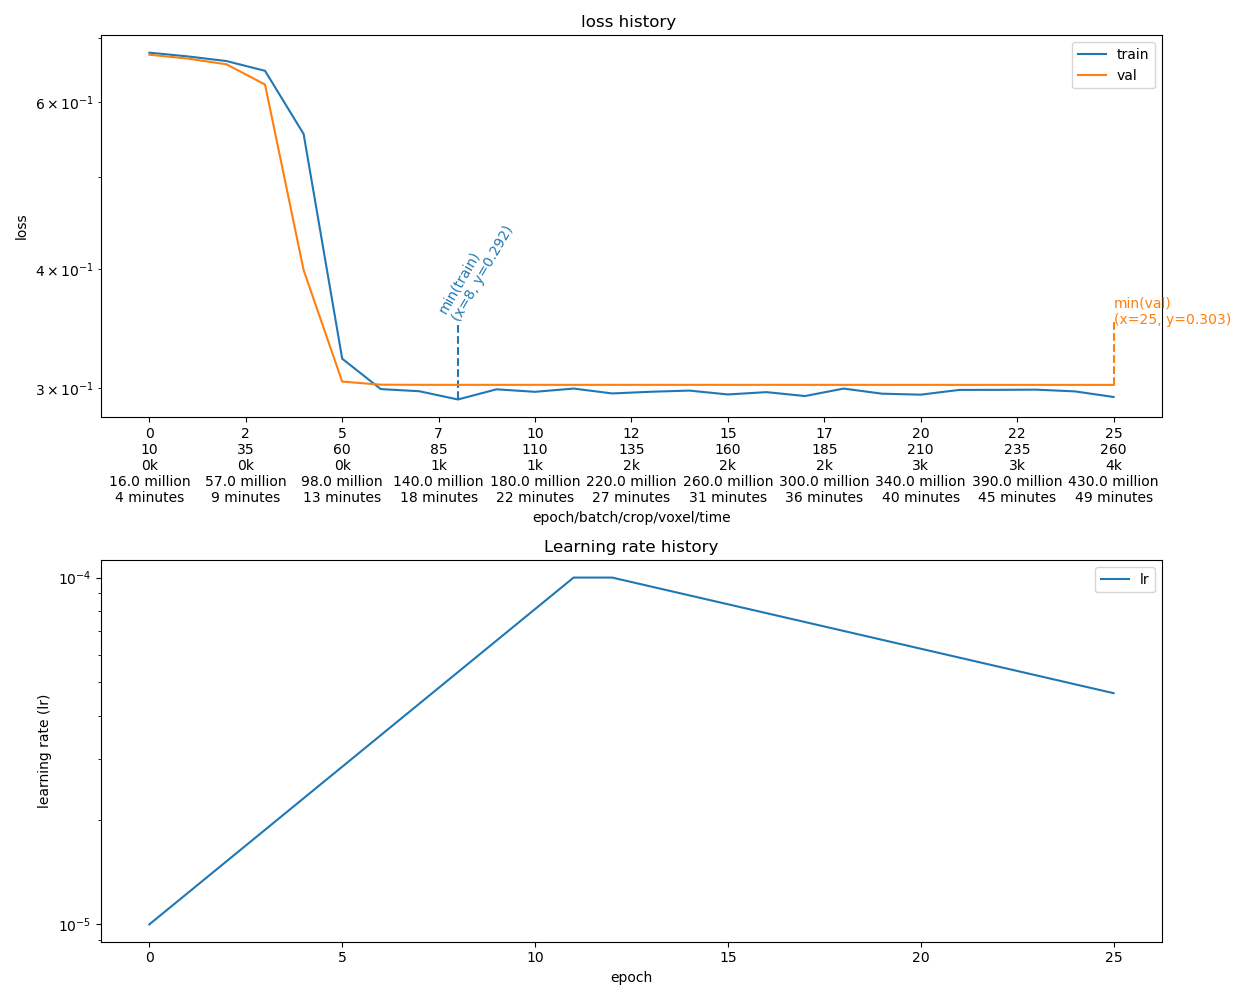 loss history
train
val
6 × 10⁻¹
4 × 10⁻¹
3 × 10⁻¹
loss
min(train)
(x=8, y=0.292)
min(val)
(x=25, y=0.303)
0 2 5 7 10 12 15 17 20 22 25
10 35 60 85 110 135 160 185 210 235 260
0k 0k 0k 1k 1k 2k 2k 2k 3k 3k 4k
16.0 million 57.0 million 98.0 million 140.0 million 180.0 million 220.0 million 260.0 million 300.0 million 340.0 million 390.0 million 430.0 million
4 minutes 9 minutes 13 minutes 18 minutes 22 minutes 27 minutes 31 minutes 36 minutes 40 minutes 45 minutes 49 minutes
epoch/batch/crop/voxel/time
Learning rate history
lr
10⁻⁴
10⁻⁵
learning rate (lr)
0 5 10 15 20 25
epoch